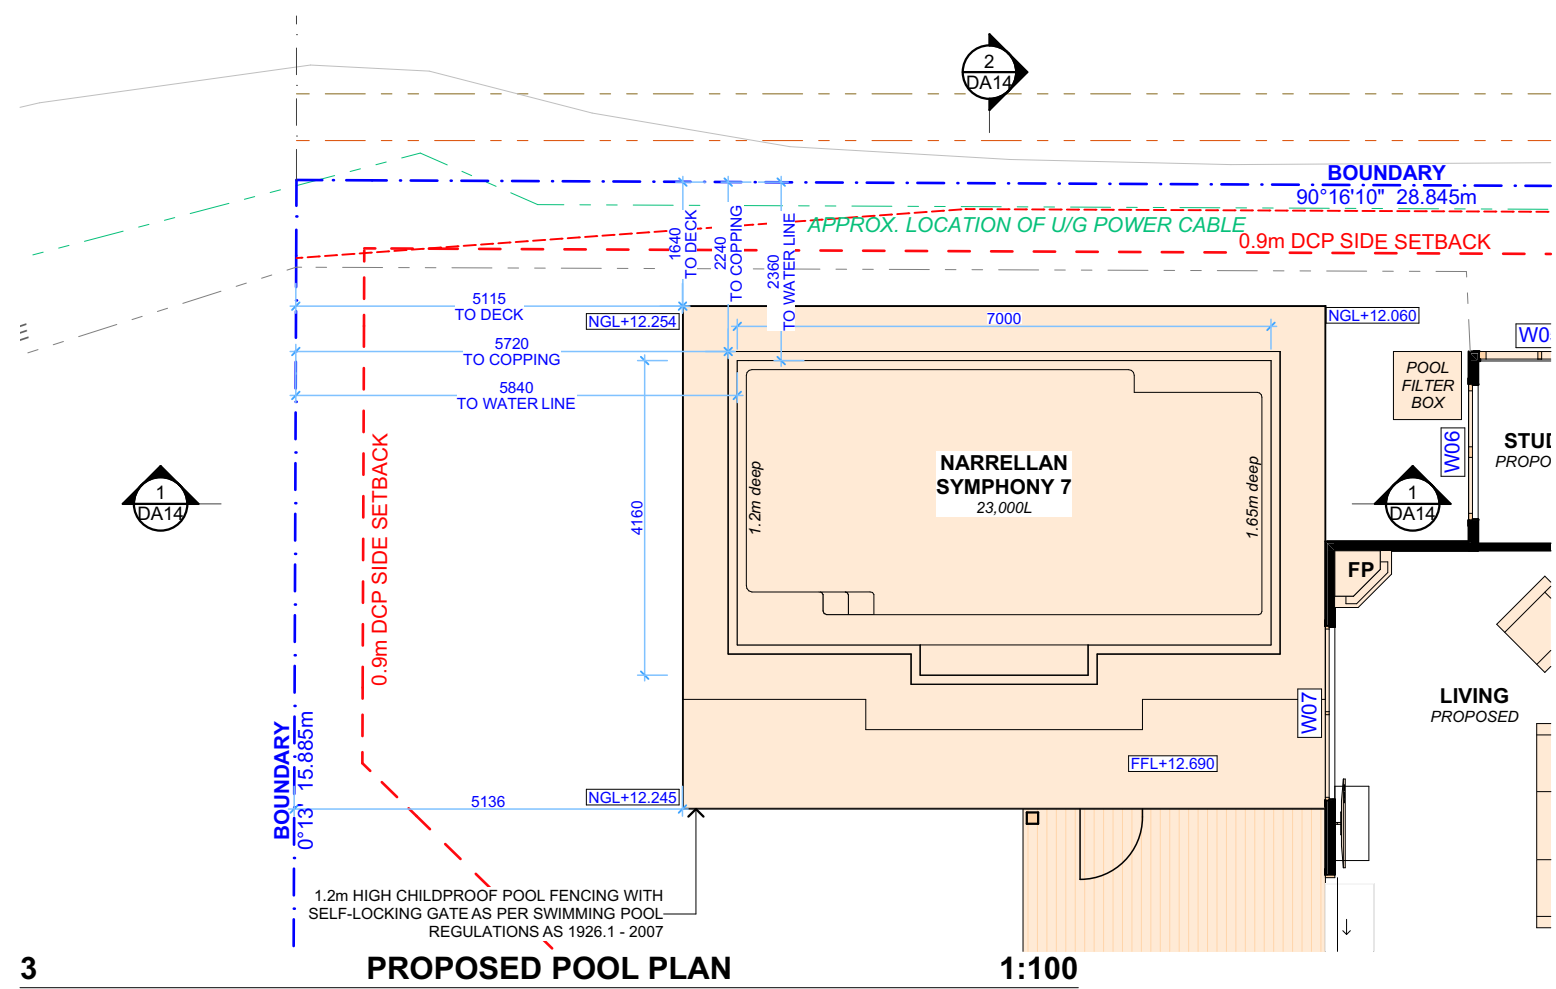 2
DA14
BOUNDARY
90°16'10" 28.845m
APPROX. LOCATION OF U/G POWER CABLE
0.9m DCP SIDE SETBACK
1640
TO DECK
2240
TO COPPING
2360
TO WATER LINE
5115
TO DECK
NGL+12.254
7000
NGL+12.060
5720
TO COPPING
5840
TO WATER LINE
POOL
FILTER
BOX
W06
1
DA14
0.9m DCP SIDE SETBACK
4160
1.2m deep
NARRELLAN
SYMPHONY 7
23,000L
1.65m deep
1
DA14
FP
W07
LIVING
PROPOSED
FFL+12.690
BOUNDARY
0°13' 15.885m
5136
NGL+12.245
1.2m HIGH CHILDPROOF POOL FENCING WITH
SELF-LOCKING GATE AS PER SWIMMING POOL
REGULATIONS AS 1926.1 - 2007
3 PROPOSED POOL PLAN 1:100